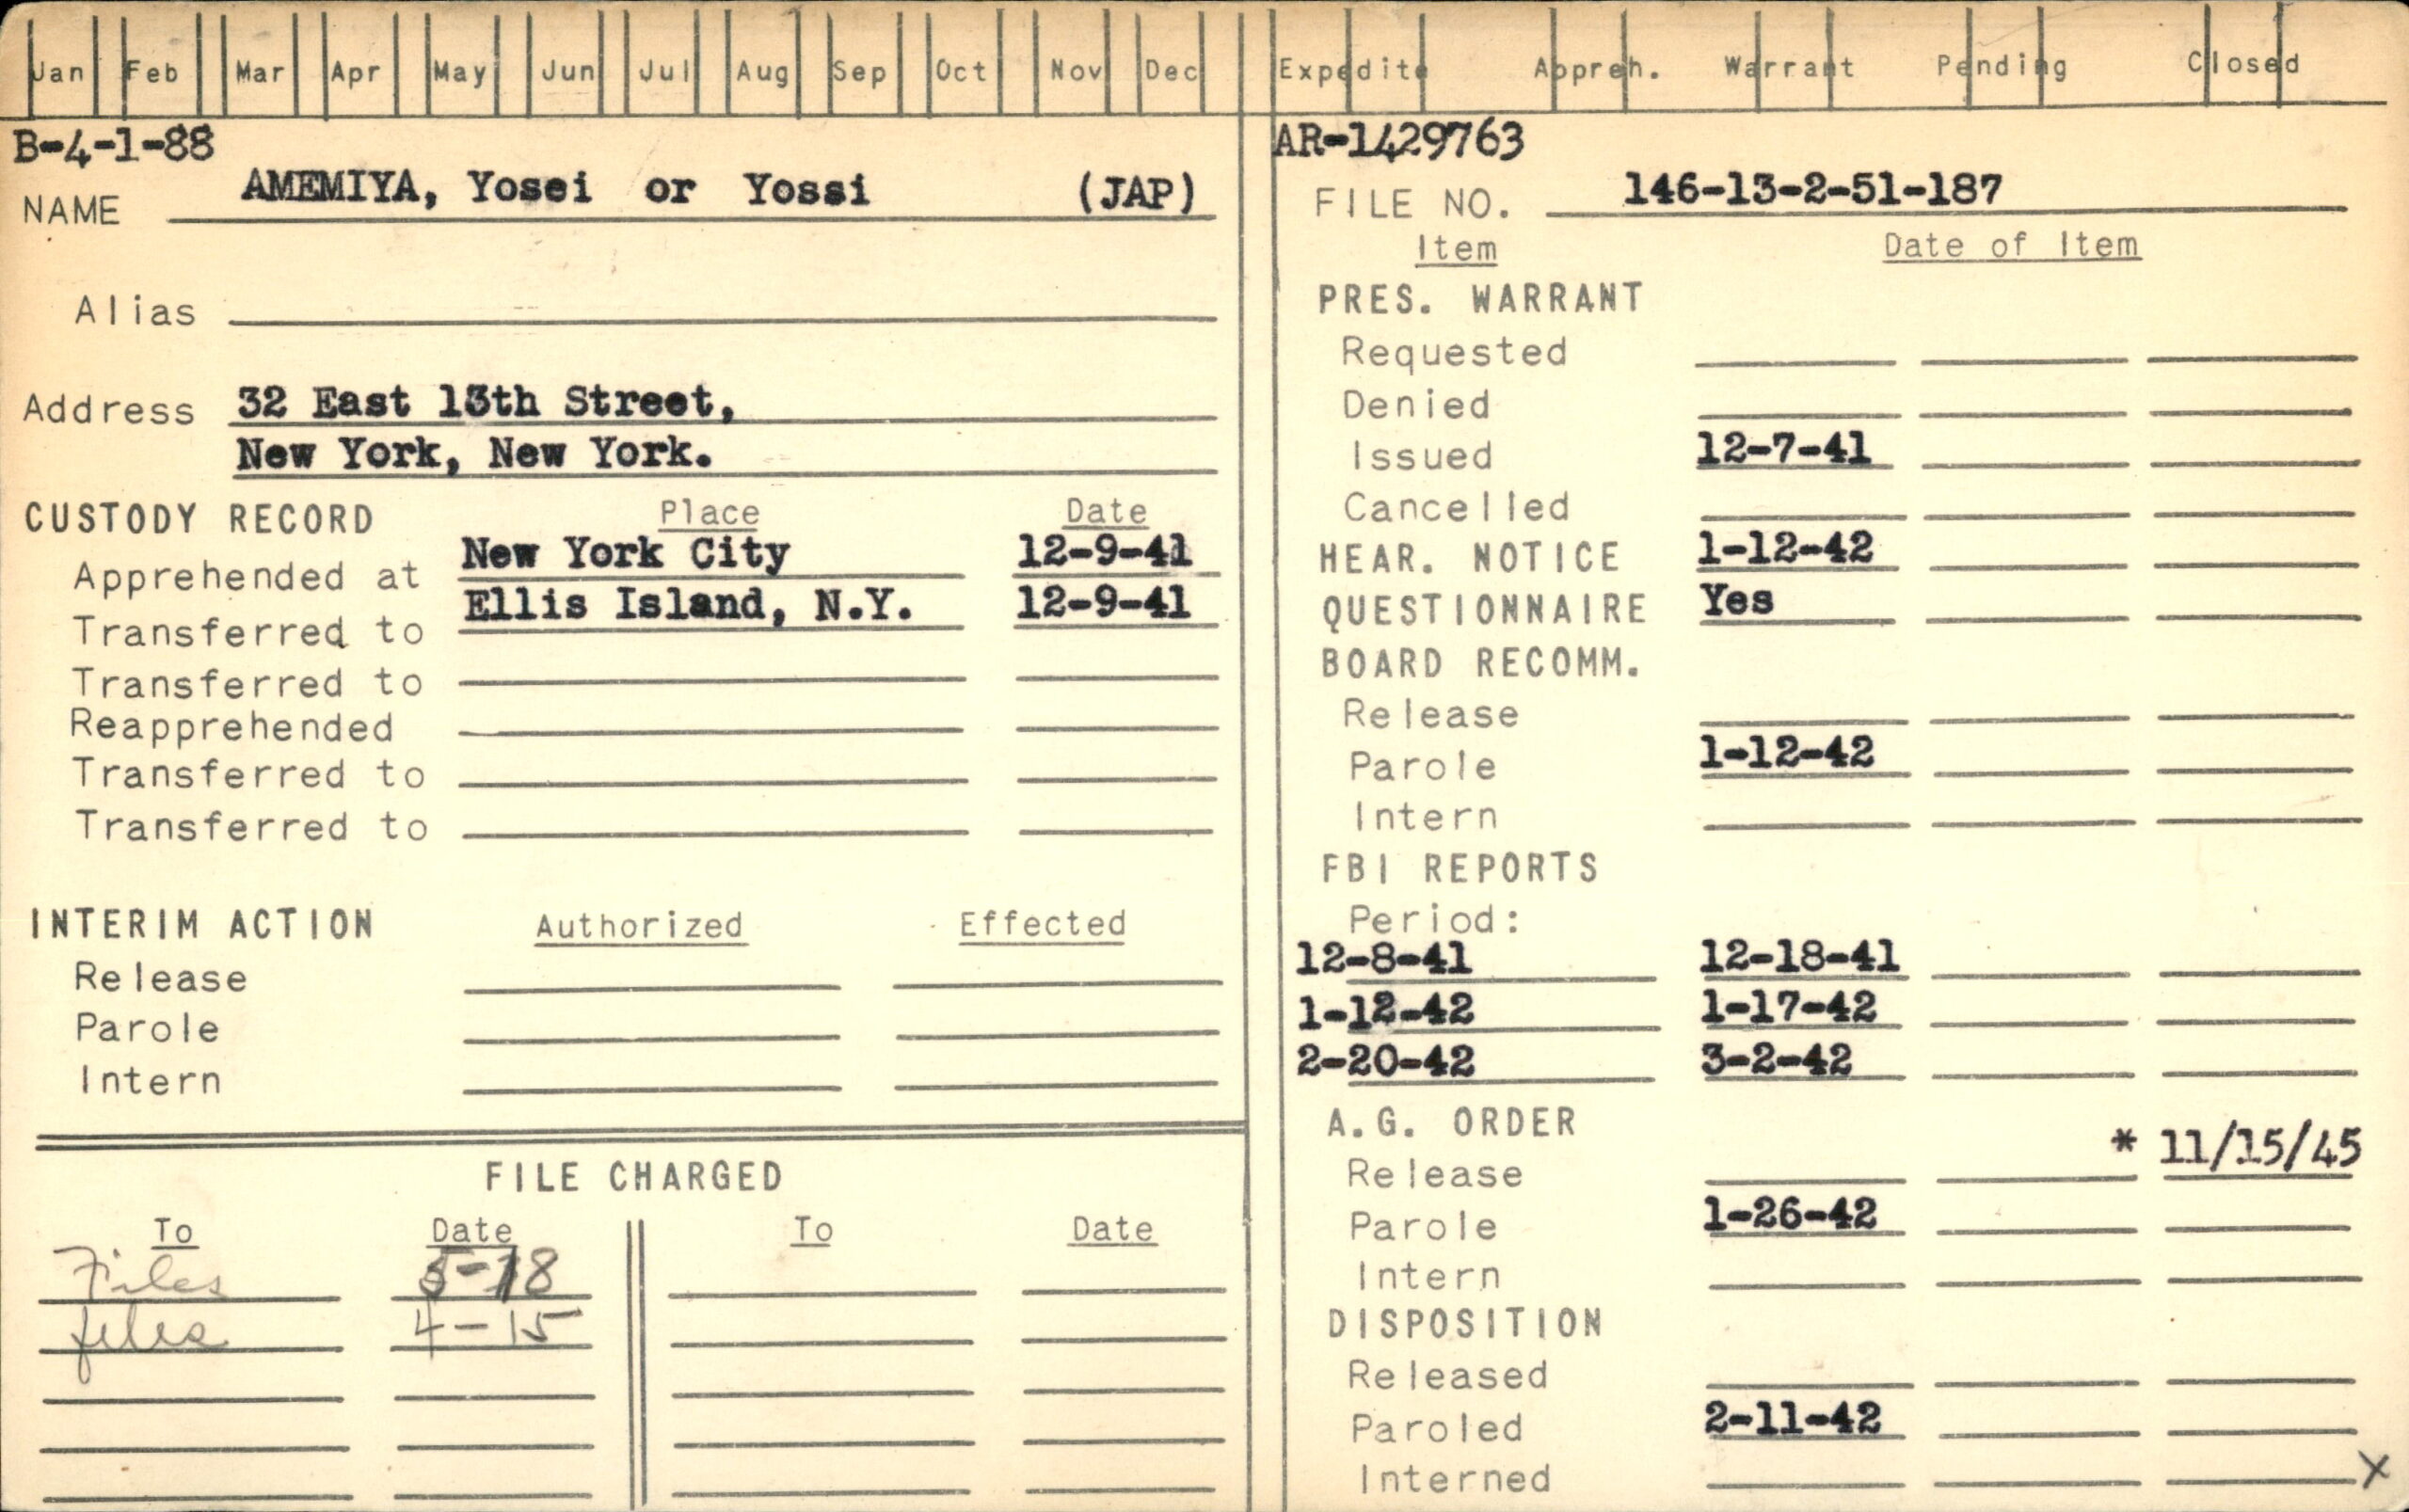 Jan Feb Mar Apr May Jun Jul Aug Sep Oct Nov Dec Expedite Appreh. Warrant Pending Closed
B-4-1-88
NAME AMEMIYA, Yosei or Yossi (JAP)
Alias
Address 32 East 13th Street,
New York, New York.
CUSTODY RECORD Place Date
Apprehended at New York City 12-9-41
Transferred to Ellis Island, N.Y. 12-9-41
Transferred to
Reapprehended
Transferred to
Transferred to
INTERIM ACTION Authorized Effected
Release
Parole
Intern
FILE CHARGED
To Date To Date
Files 5-18
files 4-15
AR-1429763
FILE NO. 146-13-2-51-187
Item Date of Item
PRES. WARRANT
Requested
Denied
Issued 12-7-41
Cancelled
HEAR. NOTICE 1-12-42
QUESTIONNAIRE Yes
BOARD RECOMM.
Release
Parole 1-12-42
Intern
FBI REPORTS
Period:
12-8-41 12-18-41
1-12-42 1-17-42
2-20-42 3-2-42
A.G. ORDER
Release * 11/15/45
Parole 1-26-42
Intern
DISPOSITION
Released
Paroled 2-11-42
Interned X